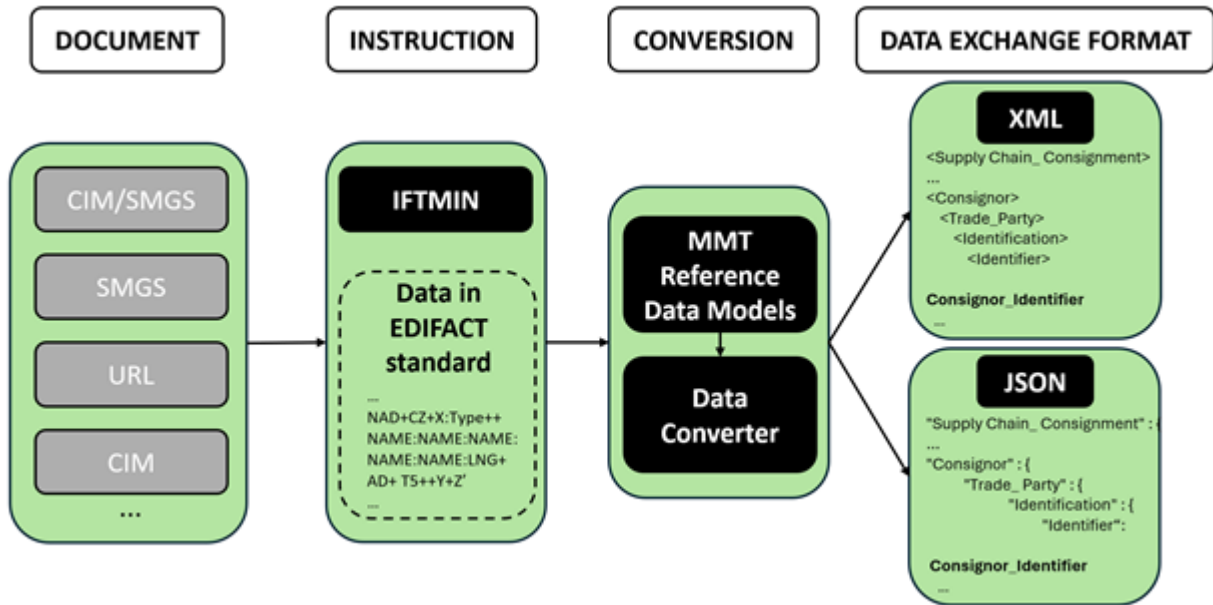 DOCUMENT
INSTRUCTION
CONVERSION
DATA EXCHANGE FORMAT
CIM/SMGS
SMGS
URL
CIM
...
IFTMIN
Data in
EDIFACT
standard
...
NAD+CZ+X:Type++
NAME:NAME:NAME:
NAME:NAME:LNG+
AD+ T5++Y+Z'
...
MMT
Reference
Data Models
Data
Converter
XML
<Supply Chain_ Consignment>
...
<Consignor>
<Trade_Party>
<Identification>
<Identifier>
Consignor_Identifier
...
JSON
"Supply Chain_ Consignment" : {
...
"Consignor" : {
"Trade_ Party" : {
"Identification" : {
"Identifier":
Consignor_Identifier
...